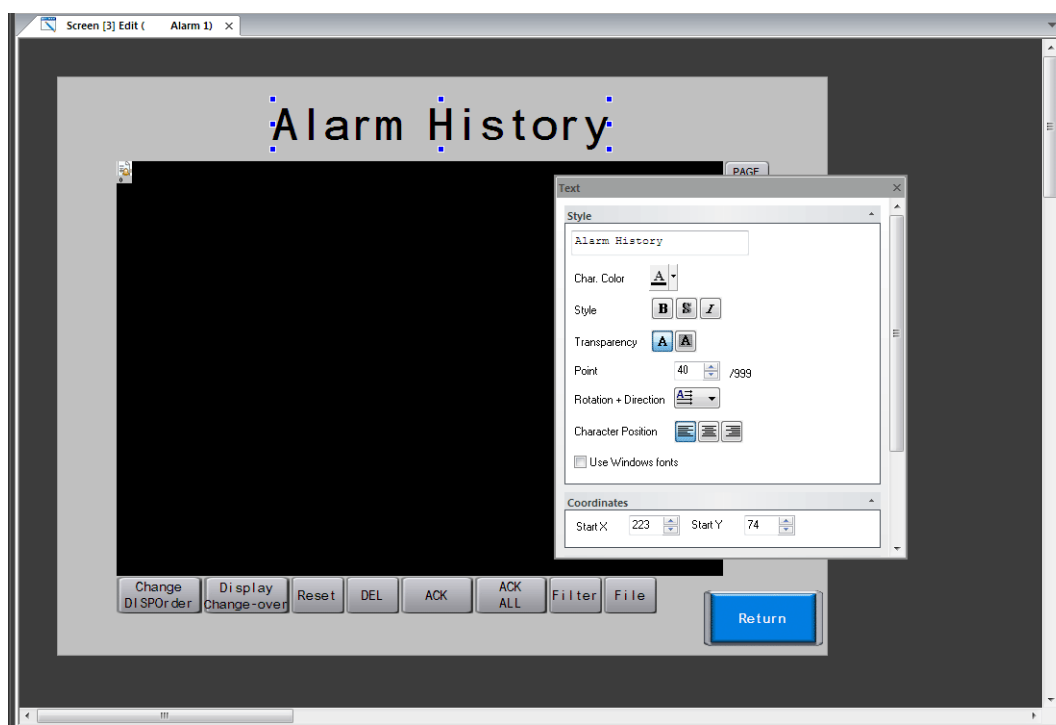 Screen [3] Edit ( Alarm 1)
Alarm History
PAGE
Text
Style
Alarm History
Char. Color A
Style B S I
Transparency A A
Point 40 /999
Rotation + Direction A
Character Position
Use Windows fonts
Coordinates
Start X 223 Start Y 74
Change DISPOrder
Display Change-over
Reset
DEL
ACK
ACK ALL
Filter
File
Return